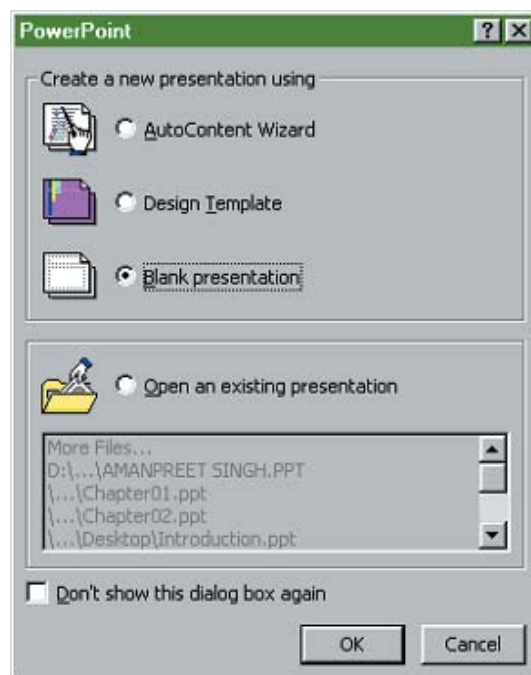 PowerPoint
Create a new presentation using
AutoContent Wizard
Design Template
Blank presentation
Open an existing presentation
More Files...
D:\...\AMANPREET SINGH.PPT
\...\Chapter01.ppt
\...\Chapter02.ppt
\...\Desktop\Introduction.ppt
Don't show this dialog box again
OK Cancel